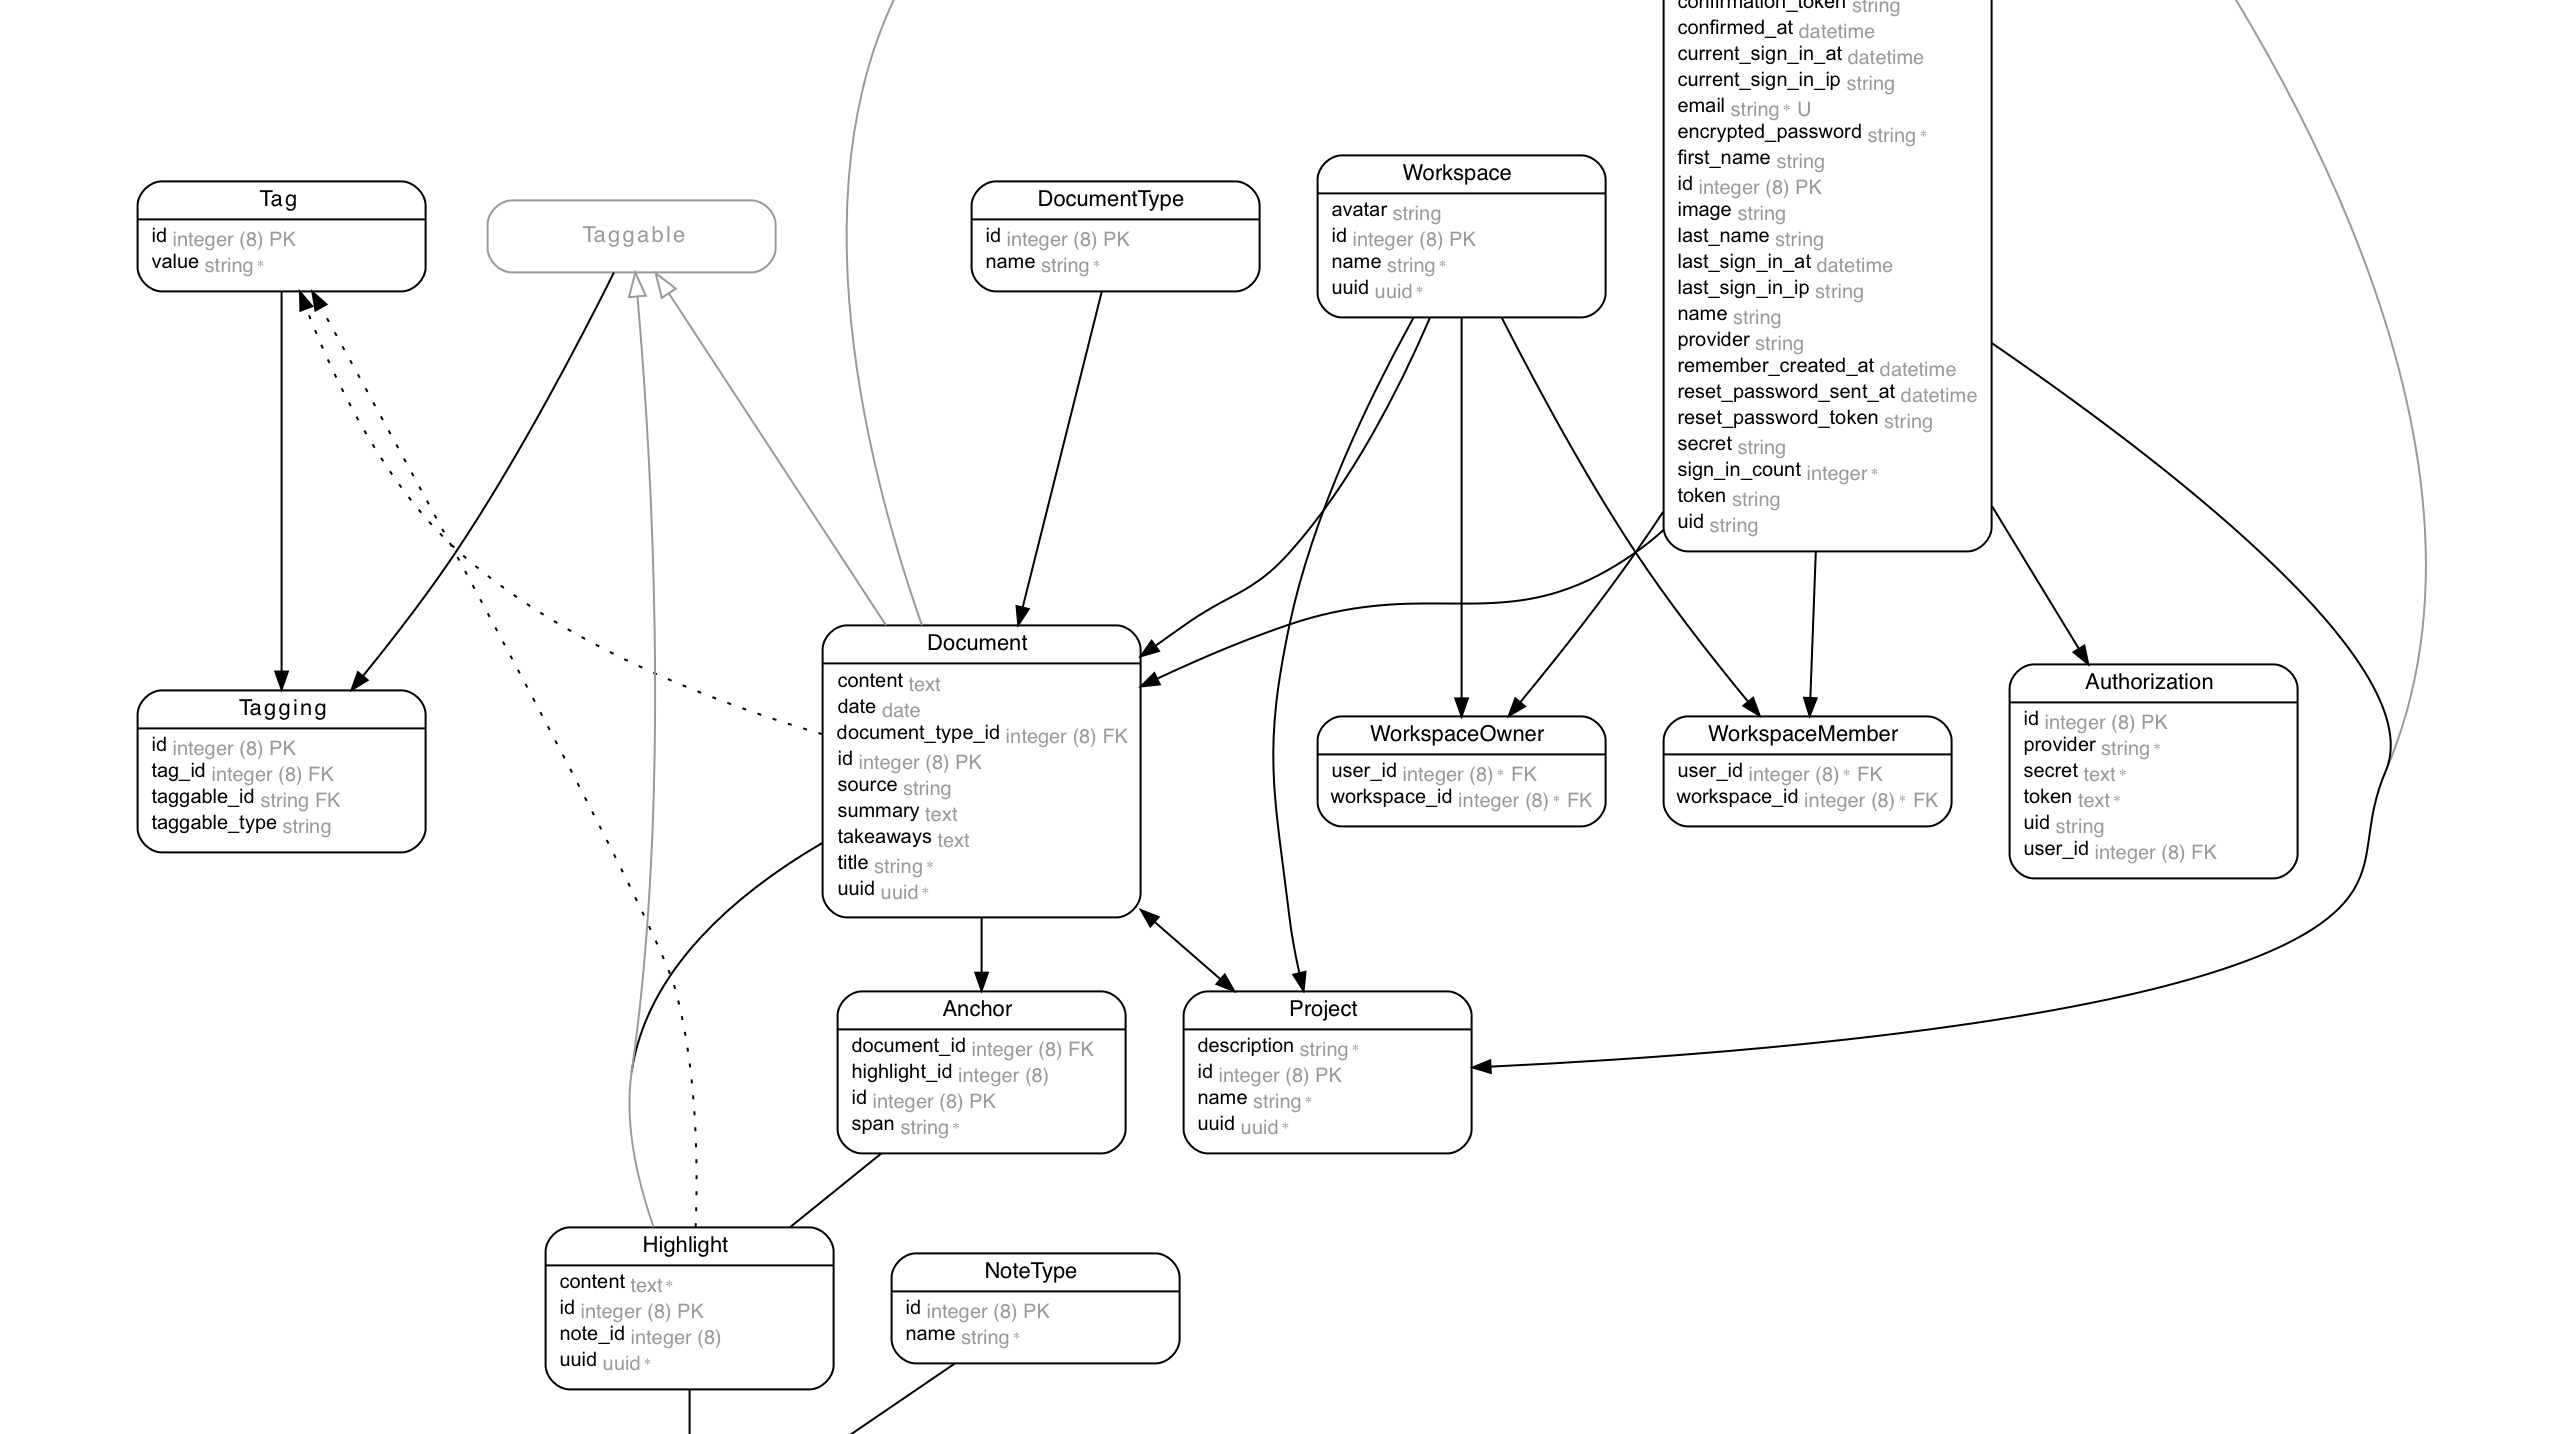 confirmation_token string
confirmed_at datetime
current_sign_in_at datetime
current_sign_in_ip string
email string * U
encrypted_password string *
first_name string
id integer (8) PK
image string
last_name string
last_sign_in_at datetime
last_sign_in_ip string
name string
provider string
remember_created_at datetime
reset_password_sent_at datetime
reset_password_token string
secret string
sign_in_count integer *
token string
uid string
Tag
id integer (8) PK
value string *
Taggable
DocumentType
id integer (8) PK
name string *
Workspace
avatar string
id integer (8) PK
name string *
uuid uuid *
Tagging
id integer (8) PK
tag_id integer (8) FK
taggable_id string FK
taggable_type string
Document
content text
date date
document_type_id integer (8) FK
id integer (8) PK
source string
summary text
takeaways text
title string *
uuid uuid *
WorkspaceOwner
user_id integer (8) * FK
workspace_id integer (8) * FK
WorkspaceMember
user_id integer (8) * FK
workspace_id integer (8) * FK
Authorization
id integer (8) PK
provider string *
secret text *
token text *
uid string
user_id integer (8) FK
Anchor
document_id integer (8) FK
highlight_id integer (8)
id integer (8) PK
span string *
Project
description string *
id integer (8) PK
name string *
uuid uuid *
Highlight
content text *
id integer (8) PK
note_id integer (8)
uuid uuid *
NoteType
id integer (8) PK
name string *